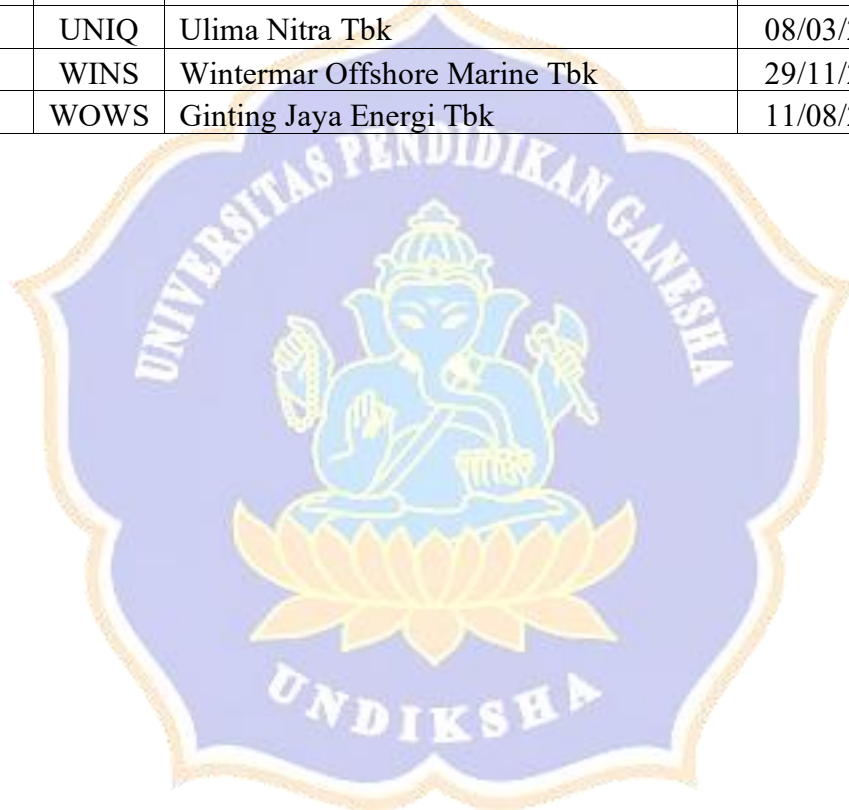 UNIQ Ulima Nitra Tbk 08/03/
WINS Wintermar Offshore Marine Tbk 29/11/
WOWS Ginting Jaya Energi Tbk 11/08/
UNIVERSITAS PENDIDIKAN GANESHA
UNDIKSHA